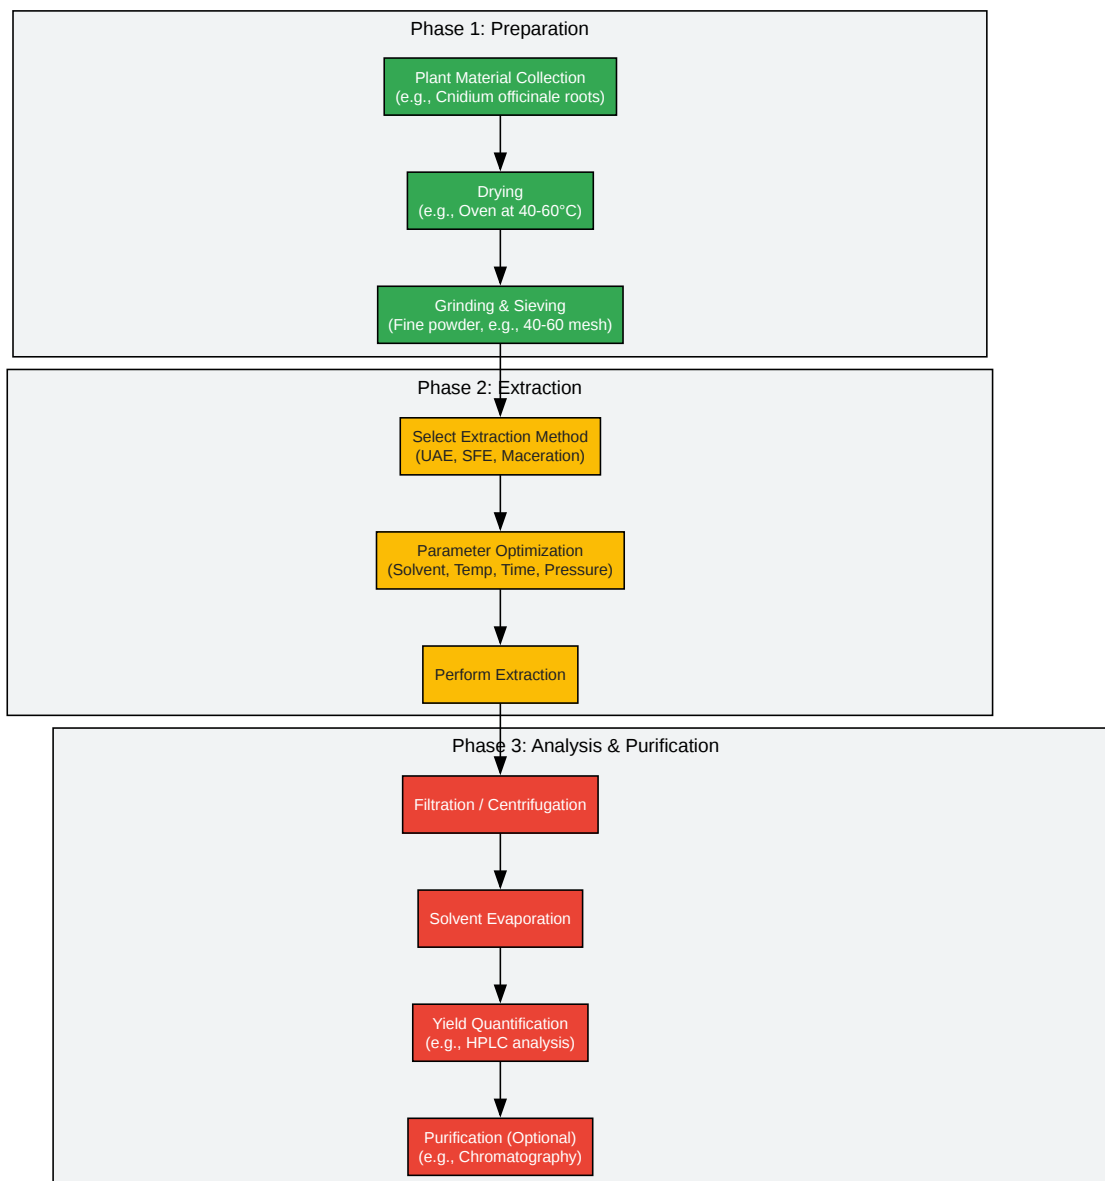 Phase 1: Preparation
Plant Material Collection
(e.g., Cnidium officinale roots)
Drying
(e.g., Oven at 40-60°C)
Grinding & Sieving
(Fine powder, e.g., 40-60 mesh)
Phase 2: Extraction
Select Extraction Method
(UAE, SFE, Maceration)
Parameter Optimization
(Solvent, Temp, Time, Pressure)
Perform Extraction
Phase 3: Analysis & Purification
Filtration / Centrifugation
Solvent Evaporation
Yield Quantification
(e.g., HPLC analysis)
Purification (Optional)
(e.g., Chromatography)